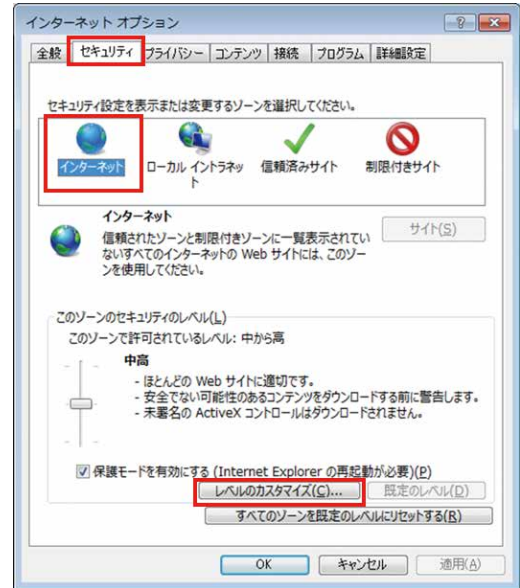 インターネット オプション
全般 セキュリティ プライバシー コンテンツ 接続 プログラム 詳細設定
セキュリティ設定を表示または変更するゾーンを選択してください。
インターネット ローカル イントラネッ
ト 信頼済みサイト 制限付きサイト
インターネット
サイト(S)
信頼されたゾーンと制限付きゾーンに一覧表示されてい
ないすべてのインターネットの Web サイトには、このゾー
ンを使用してください。
このゾーンのセキュリティのレベル(L)
このゾーンで許可されているレベル: 中から高
中高
- ほとんどの Web サイトに適切です。
- 安全でない可能性のあるコンテンツをダウンロードする前に警告します。
- 未署名の ActiveX コントロールはダウンロードされません。
保護モードを有効にする (Internet Explorer の再起動が必要)(P)
レベルのカスタマイズ(C)... 既定のレベル(D)
すべてのゾーンを既定のレベルにリセットする(R)
OK キャンセル 適用(A)